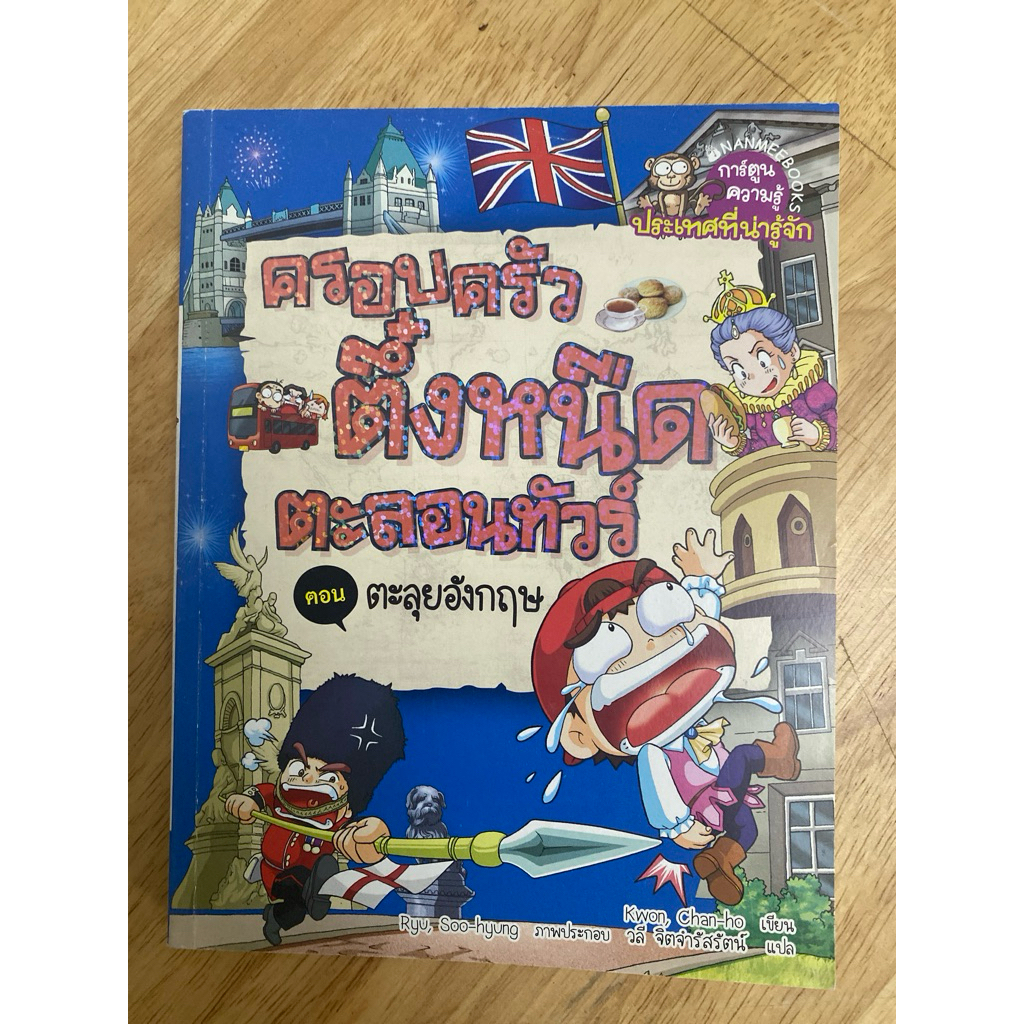 NANMEEBOOKS
การ์ตูน
ความรู้
ประเทศที่น่ารู้จัก
ครอบครัว
ตึ๋งหนืด
ตะลอนทัวร์
ตอน ตะลุยอังกฤษ
Kwon, Chan-ho เขียน
Ryu, Soo-hyung ภาพประกอบ วลี จิตจำรัสรัตน์ แปล